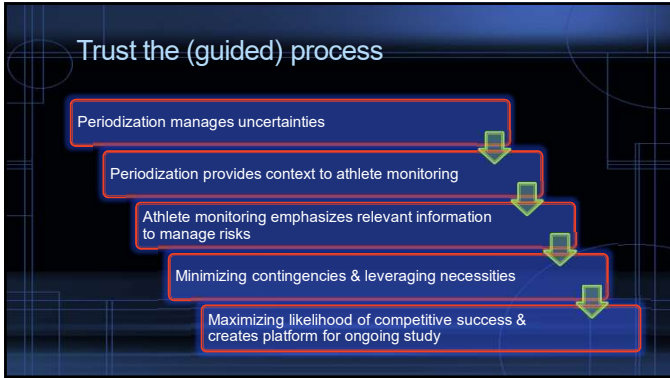 Trust the (guided) process
Periodization manages uncertainties
Periodization provides context to athlete monitoring
Athlete monitoring emphasizes relevant information
to manage risks
Minimizing contingencies & leveraging necessities
Maximizing likelihood of competitive success &
creates platform for ongoing study